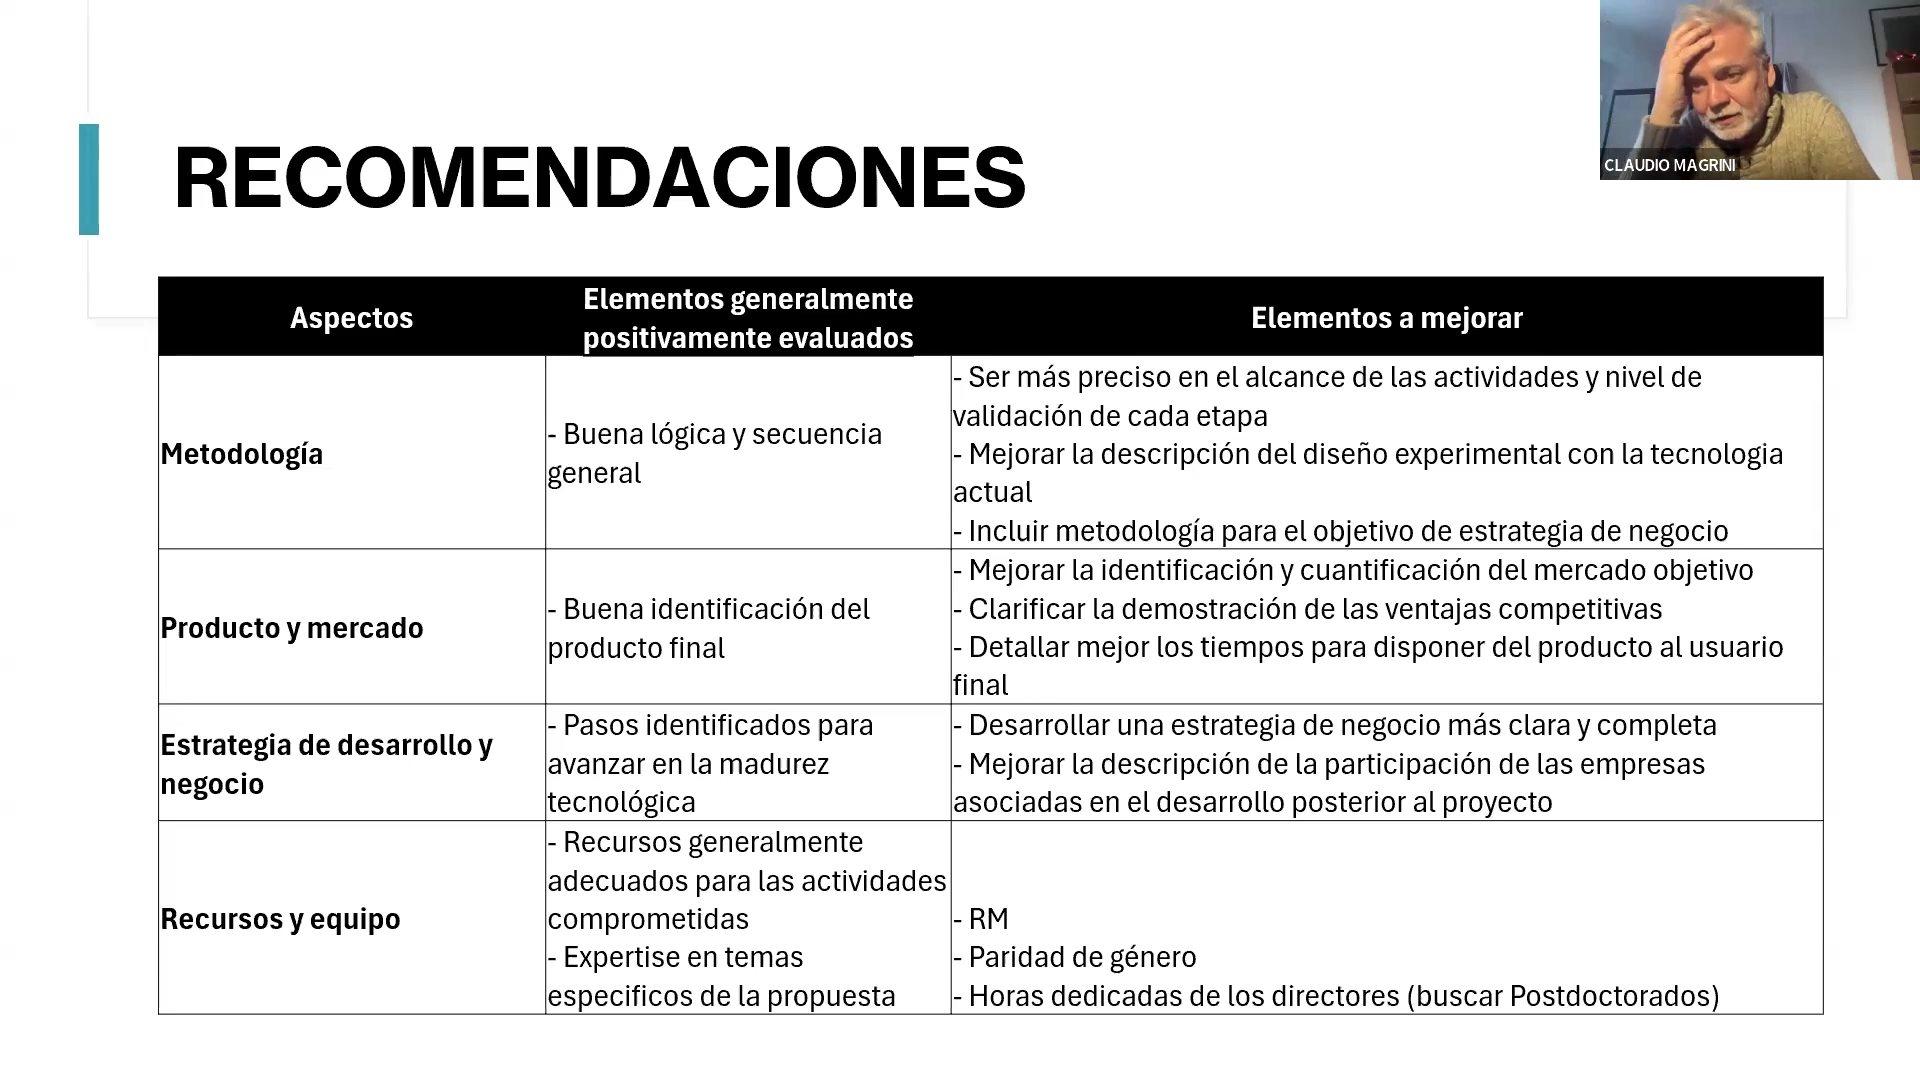 CLAUDIO MAGRINI
RECOMENDACIONES
Aspectos
Elementos generalmente
positivamente evaluados
Elementos a mejorar
Metodología
- Buena lógica y secuencia
general
- Ser más preciso en el alcance de las actividades y nivel de
validación de cada etapa
- Mejorar la descripción del diseño experimental con la tecnologia
actual
- Incluir metodología para el objetivo de estrategia de negocio
Producto y mercado
- Buena identificación del
producto final
- Mejorar la identificación y cuantificación del mercado objetivo
- Clarificar la demostración de las ventajas competitivas
- Detallar mejor los tiempos para disponer del producto al usuario
final
Estrategia de desarrollo y
negocio
- Pasos identificados para
avanzar en la madurez
tecnológica
- Desarrollar una estrategia de negocio más clara y completa
- Mejorar la descripción de la participación de las empresas
asociadas en el desarrollo posterior al proyecto
Recursos y equipo
- Recursos generalmente
adecuados para las actividades
comprometidas
- Expertise en temas
especificos de la propuesta
- RM
- Paridad de género
- Horas dedicadas de los directores (buscar Postdoctorados)